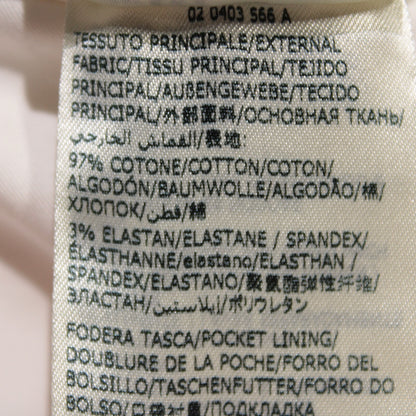 02 0403 566 A
TESSUTO PRINCIPALE/EXTERNAL
FABRIC/TISSU PRINCIPAL/TEJIDO
PRINCIPAL/AUßENGEWEBE/TECIDO
PRINCIPAL/外部面料/ОСНОВНАЯ ТКАНЬ/
القماش الخارجي/表地:
97% COTONE/COTTON/COTON/
ALGODÓN/BAUMWOLLE/ALGODÃO/棉/
ХЛОПОК/قطن/綿
3% ELASTAN/ELASTANE / SPANDEX/
ÉLASTHANNE/elastano/ELASTHAN /
SPANDEX/ELASTANO/聚氨酯弹性纤维/
ЭЛАСТАН/إيلاستين/ポリウレタン
FODERA TASCA/POCKET LINING/
DOUBLURE DE LA POCHE/FORRO DEL
BOLSILLO/TASCHENFUTTER/FORRO DO
BOLSO/口袋衬里/ПОДКЛАДКА